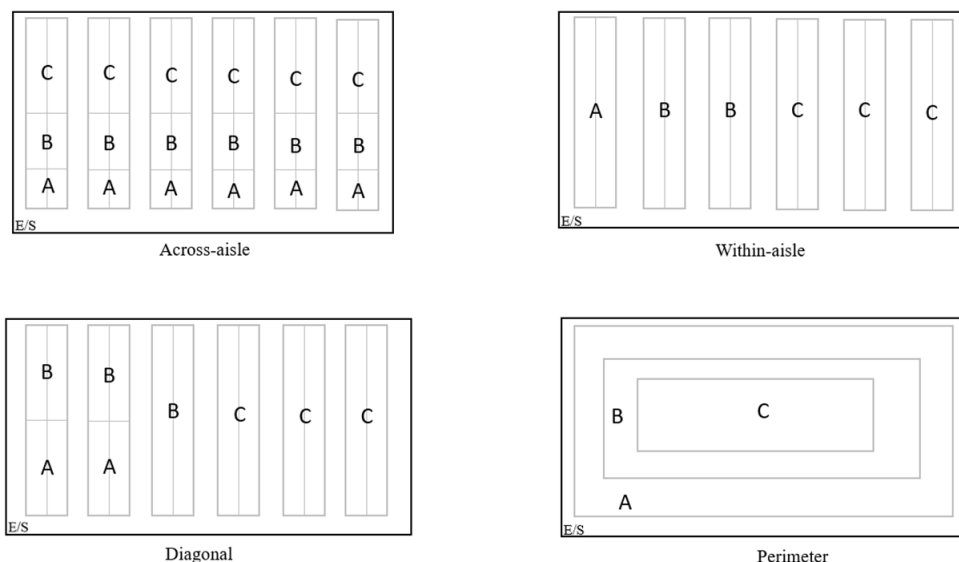 C C C C C C
B B B B B B
A A A A A A
E/S
Across-aisle
A B B C C C
E/S
Within-aisle
B B B C C C
A A
E/S
Diagonal
B C
A
E/S
Perimeter